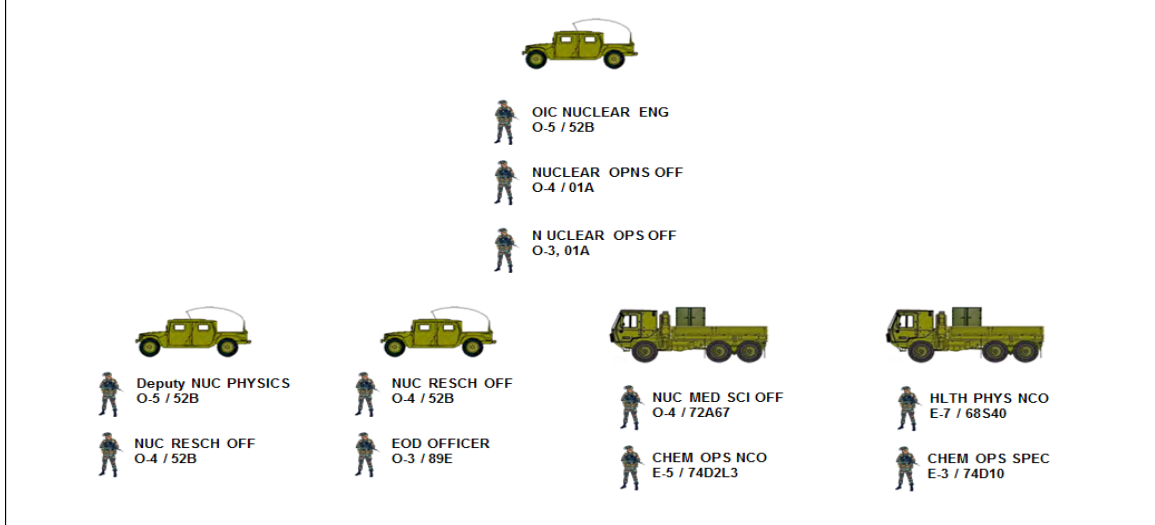 OIC NUCLEAR ENG
O-5 / 52B
NUCLEAR OPNS OFF
O-4 / 01A
N UCLEAR OPS OFF
O-3, 01A
Deputy NUC PHYSICS
O-5 / 52B
NUC RESCH OFF
O-4 / 52B
NUC RESCH OFF
O-4 / 52B
EOD OFFICER
O-3 / 89E
NUC MED SCI OFF
O-4 / 72A67
CHEM OPS NCO
E-5 / 74D2L3
HLTH PHYS NCO
E-7 / 68S40
CHEM OPS SPEC
E-3 / 74D10